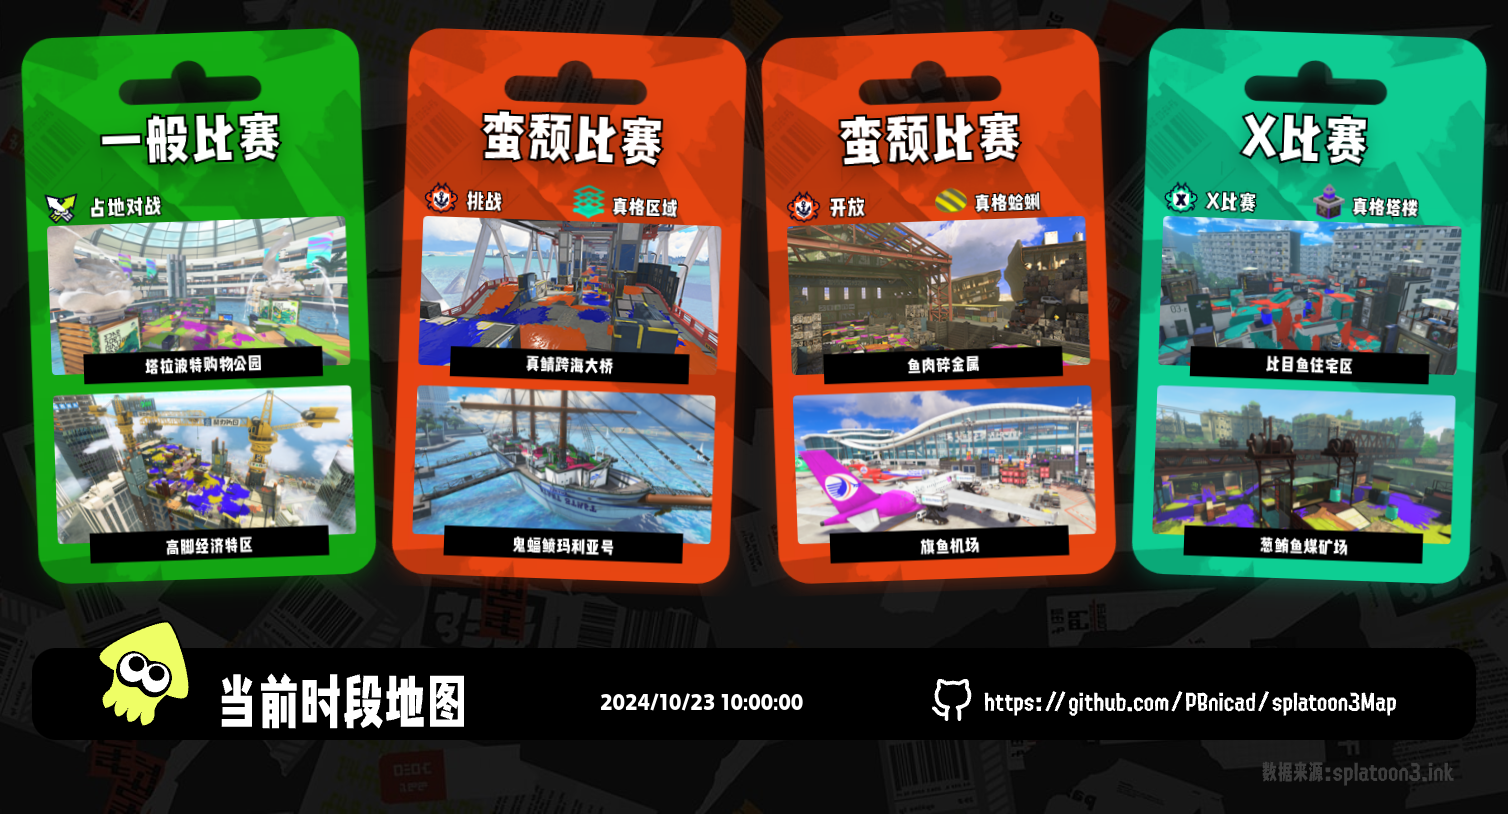 一般比赛
占地对战
塔拉波特购物公园
高脚经济特区
蛮颓比赛
挑战
真格区域
真鲭跨海大桥
鬼蝠鲼玛利亚号
蛮颓比赛
开放
真格蛤蜊
鱼肉碎金属
旗鱼机场
X比赛
X比赛
真格塔楼
比目鱼住宅区
葱鲔鱼煤矿场
当前时段地图
2024/10/23 10:00:00
https://github.com/PBnicad/splatoon3Map
数据来源:splatoon3.ink